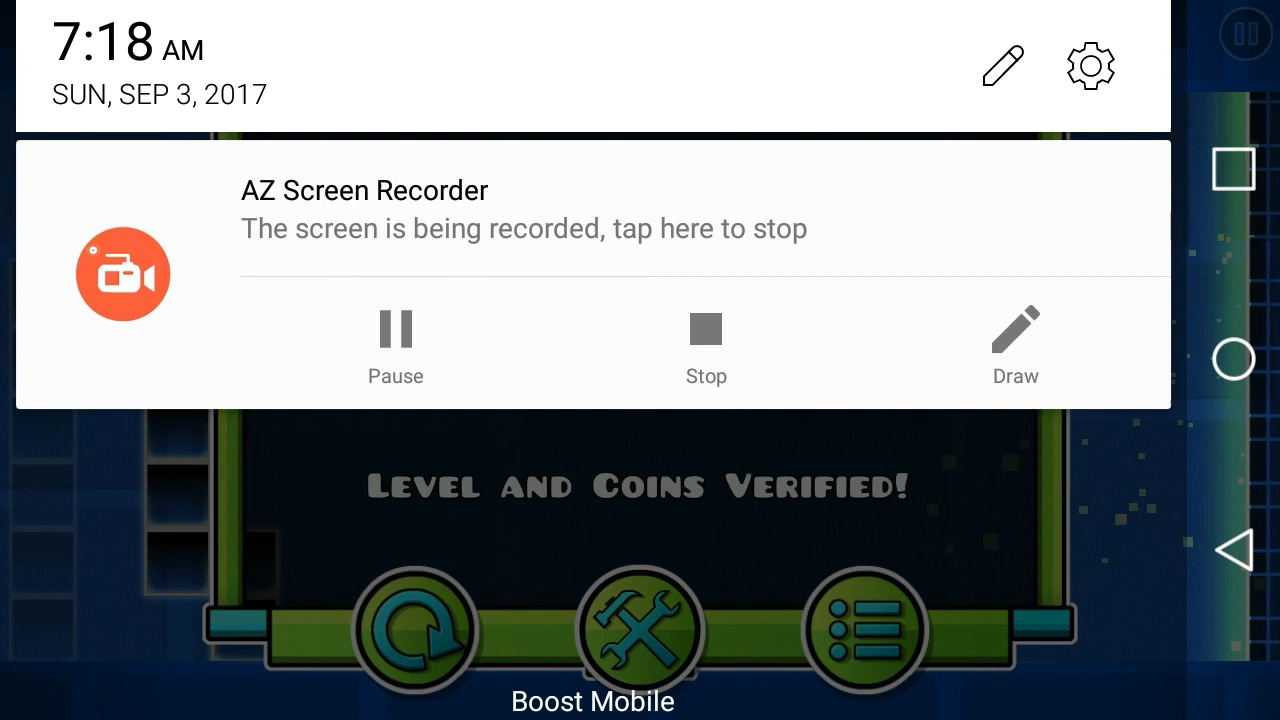 7:18 AM
SUN, SEP 3, 2017
AZ Screen Recorder
The screen is being recorded, tap here to stop
Pause
Stop
Draw
LEVEL AND COINS VERIFIED!
Boost Mobile